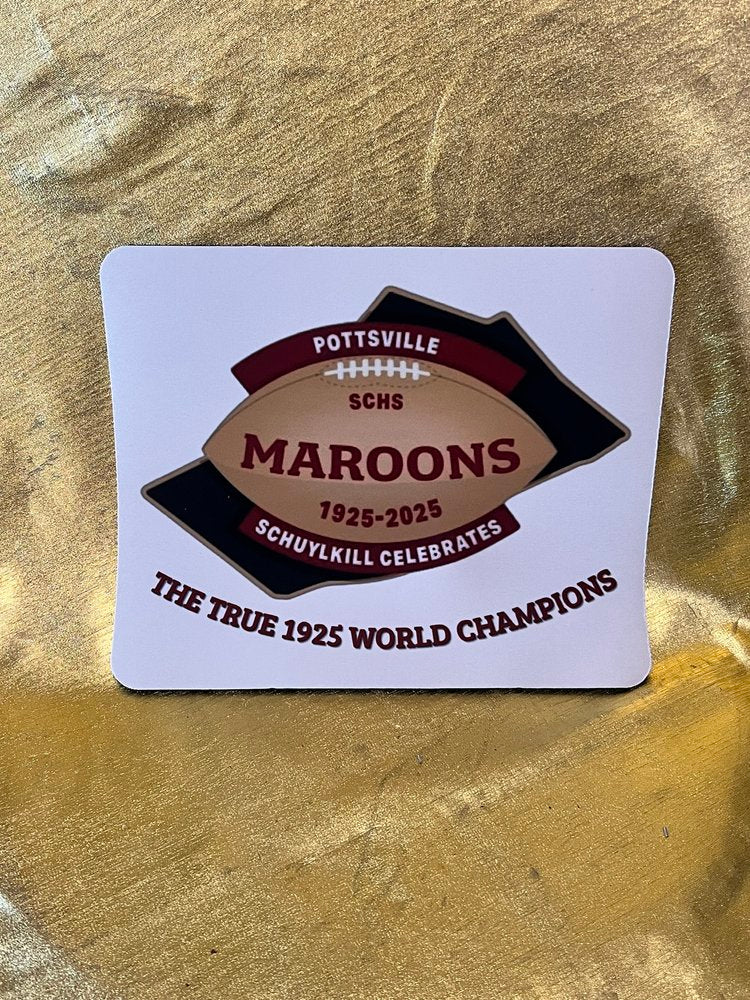 POTTSVILLE
SCHS
MAROONS
1925-2025
SCHUYLKILL CELEBRATES
THE TRUE 1925 WORLD CHAMPIONS